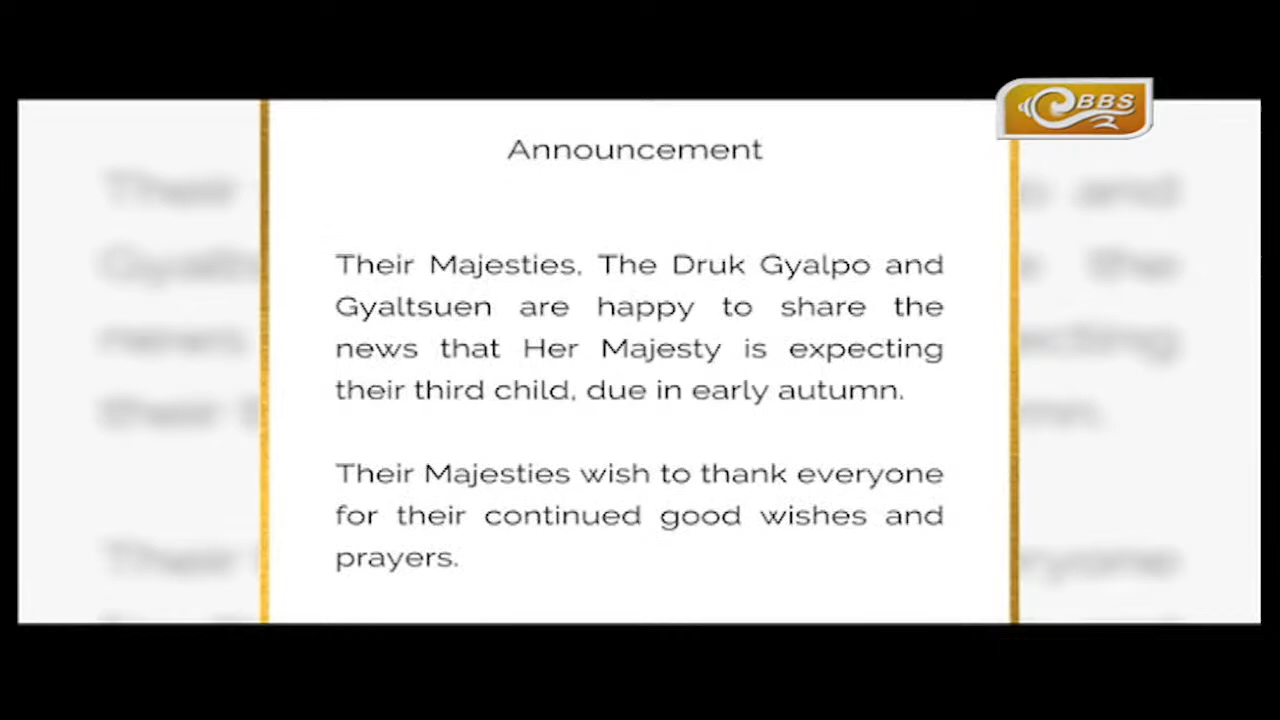 BBS
2
Announcement
Their Majesties, The Druk Gyalpo and
Gyaltsuen are happy to share the
news that Her Majesty is expecting
their third child, due in early autumn.
Their Majesties wish to thank everyone
for their continued good wishes and
prayers.